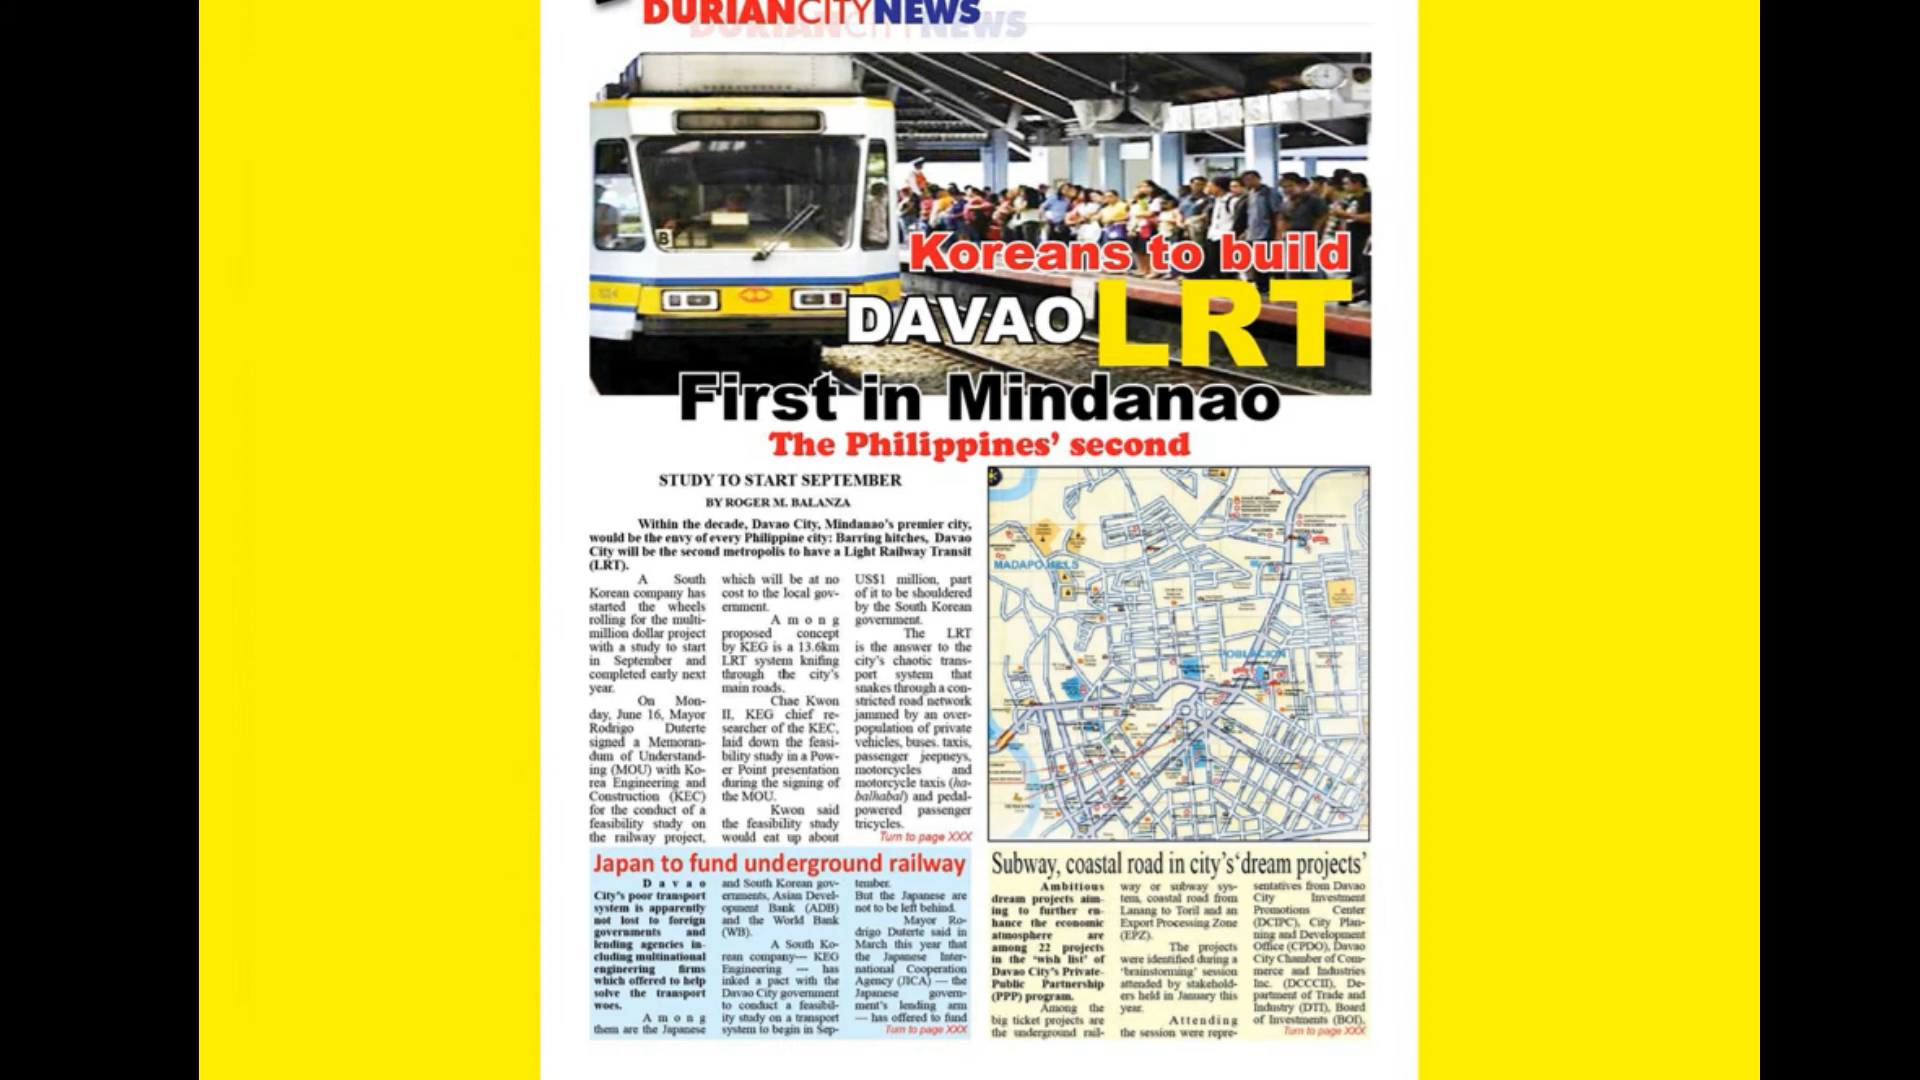 DURIANCITYNEWS
Koreans to build
DAVAO LRT
First in Mindanao
The Philippines' second
STUDY TO START SEPTEMBER
BY ROGER M. BALANZA
Within the decade, Davao City, Mindanao's premier city,
would be the envy of every Philippine city: Barring hitches, Davao
City will be the second metropolis to have a Light Railway Transit
(LRT).
A South
Korean company has
started the wheels
rolling for the multi-
million dollar project
with a study to start
in September and
completed early next
year.
On Mon-
day, June 16, Mayor
Rodrigo Duterte
signed a Memoran-
dum of Understand-
ing (MOU) with Ko-
rea Engineering and
Construction (KEC)
for the conduct of a
feasibility study on
the railway project,
which will be at no
cost to the local gov-
ernment.
Among
proposed concept
by KEG is a 13.6km
LRT system knifing
through the city's
main roads.
Chae Kwon
II, KEG chief re-
searcher of the KEC,
laid down the feasi-
bility study in a Pow-
er Point presentation
during the signing of
the MOU.
Kwon said
the feasibility study
would eat up about
US$1 million, part
of it to be shouldered
by the South Korean
government.
The LRT
is the answer to the
city's chaotic trans-
port system that
snakes through a con-
stricted road network
jammed by an over-
population of private
vehicles, buses. taxis,
passenger jeepneys,
motorcycles and
motorcycle taxis (ha-
balhabal) and pedal-
powered passenger
tricycles.
Turn to page XXX
MADAPO HILLS
POBLACION
Japan to fund underground railway
Davao
City's poor transport
system is apparently
not lost to foreign
governments and
lending agencies in-
cluding multinational
engineering firms
which offered to help
solve the transport
woes.
Among
them are the Japanese
and South Korean gov-
ernments, Asian Devel-
opment Bank (ADB)
and the World Bank
(WB).
A South Ko-
rean company— KEG
Engineering — has
inked a pact with the
Davao City government
to conduct a feasibil-
ity study on a transport
system to begin in Sep-
tember.
But the Japanese are
not to be left behind.
Mayor Ro-
drigo Duterte said in
March this year that
the Japanese Inter-
national Cooperation
Agency (JICA) — the
Japanese govern-
ment's lending arm
— has offered to fund
Turn to page XXX
Subway, coastal road in city's 'dream projects'
Ambitious
dream projects aim-
ing to further en-
hance the economic
atmosphere are
among 22 projects
in the 'wish list' of
Davao City's Private-
Public Partnership
(PPP) program.
Among the
big ticket projects are
the underground rail-
way or subway sys-
tem, coastal road from
Lanang to Toril and an
Export Processing Zone
(EPZ).
The projects
were identified during a
'brainstorming' session
attended by stakehold-
ers held in January this
year.
Attending
the session were repre-
sentatives from Davao
City Investment
Promotions Center
(DCIPC), City Plan-
ning and Development
Office (CPDO), Davao
City Chamber of Com-
merce and Industries
Inc. (DCCCII), De-
partment of Trade and
Industry (DTI), Board
of Investments (BOI),
Turn to page XXX